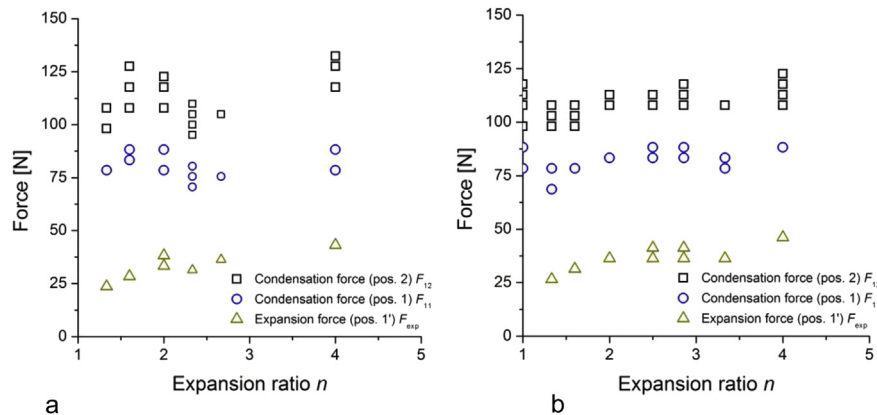 150
125
100
75
50
25
0
Force [N]
Condensation force (pos. 2) F12
Condensation force (pos. 1) F11
Expansion force (pos. 1') Fexp
1 2 3 4 5
Expansion ratio n
a
150
125
100
75
50
25
0
Force [N]
Condensation force (pos. 2) F1
Condensation force (pos. 1) F1
Expansion force (pos. 1') Fexp
1 2 3 4 5
Expansion ratio n
b